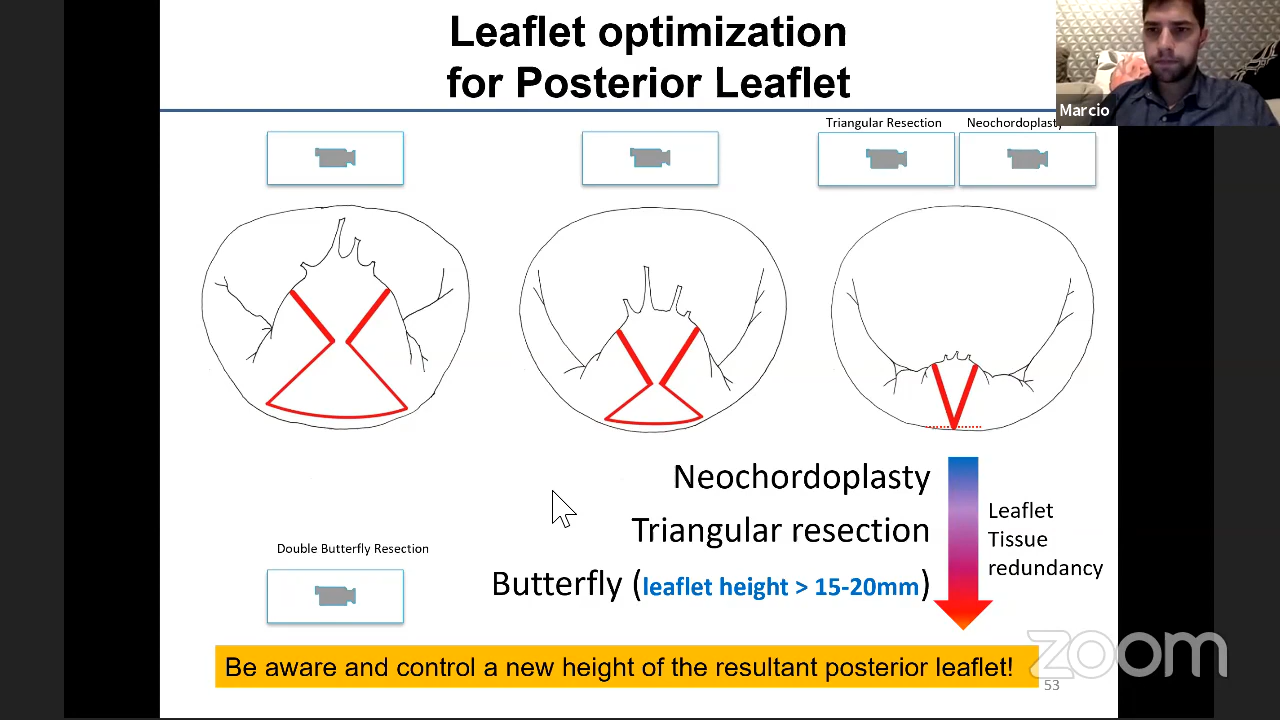 Leaflet optimization
for Posterior Leaflet
Marcio
Triangular Resection
Neochordoplasty
Neochordoplasty
Triangular resection
Butterfly (leaflet height > 15-20mm)
Leaflet
Tissue
redundancy
Double Butterfly Resection
Be aware and control a new height of the resultant posterior leaflet!
53
zoom